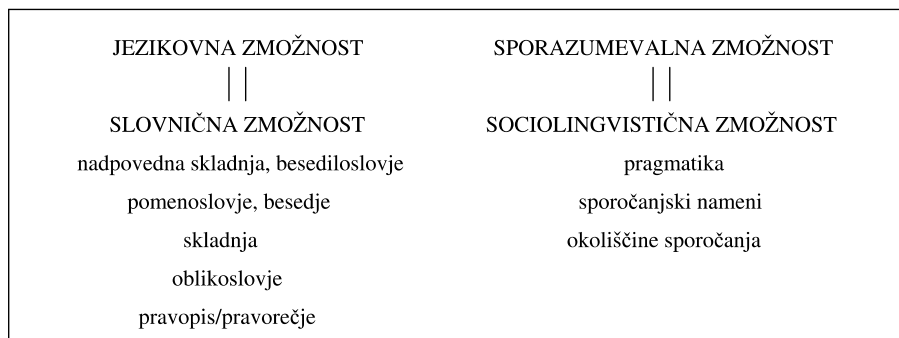 JEZIKOVNA ZMOŽNOST
SLOVNIČNA ZMOŽNOST
nadpovedna skladnja, besediloslovje
pomenoslovje, besedje
skladnja
oblikoslovje
pravopis/pravorečje
SPORAZUMEVALNA ZMOŽNOST
SOCIOLINGVISTIČNA ZMOŽNOST
pragmatika
sporočanjski nameni
okoliščine sporočanja